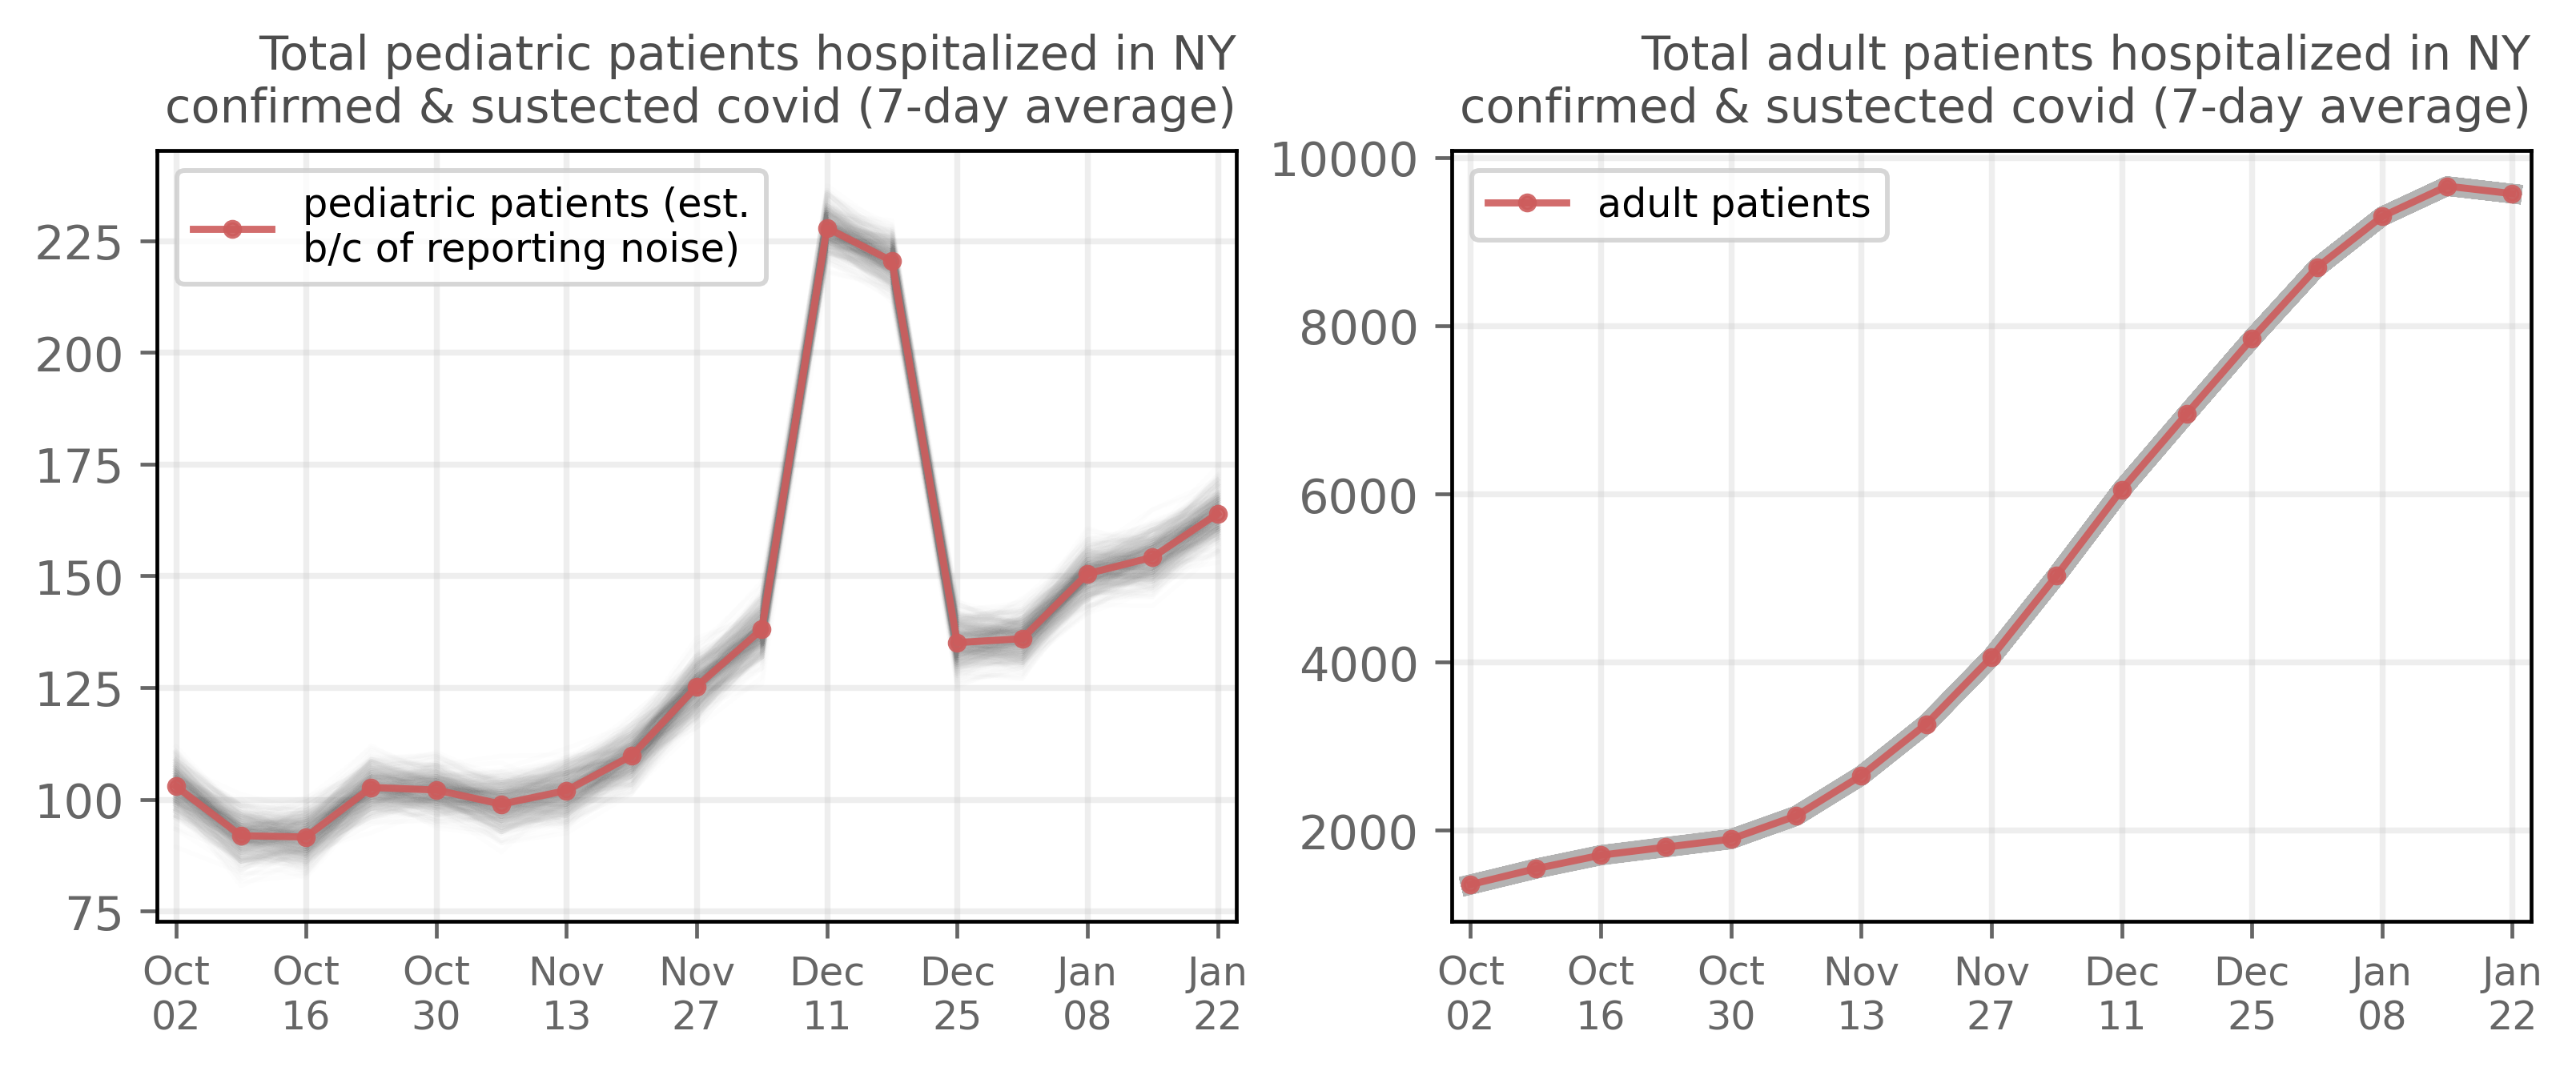 Total pediatric patients hospitalized in NY
confirmed & sustected covid (7-day average)
pediatric patients (est.
b/c of reporting noise)
225
200
175
150
125
100
75
Oct Oct Oct Nov Nov Dec Dec Jan Jan
02 16 30 13 27 11 25 08 22
Total adult patients hospitalized in NY
confirmed & sustected covid (7-day average)
adult patients
10000
8000
6000
4000
2000
Oct Oct Oct Nov Nov Dec Dec Jan Jan
02 16 30 13 27 11 25 08 22